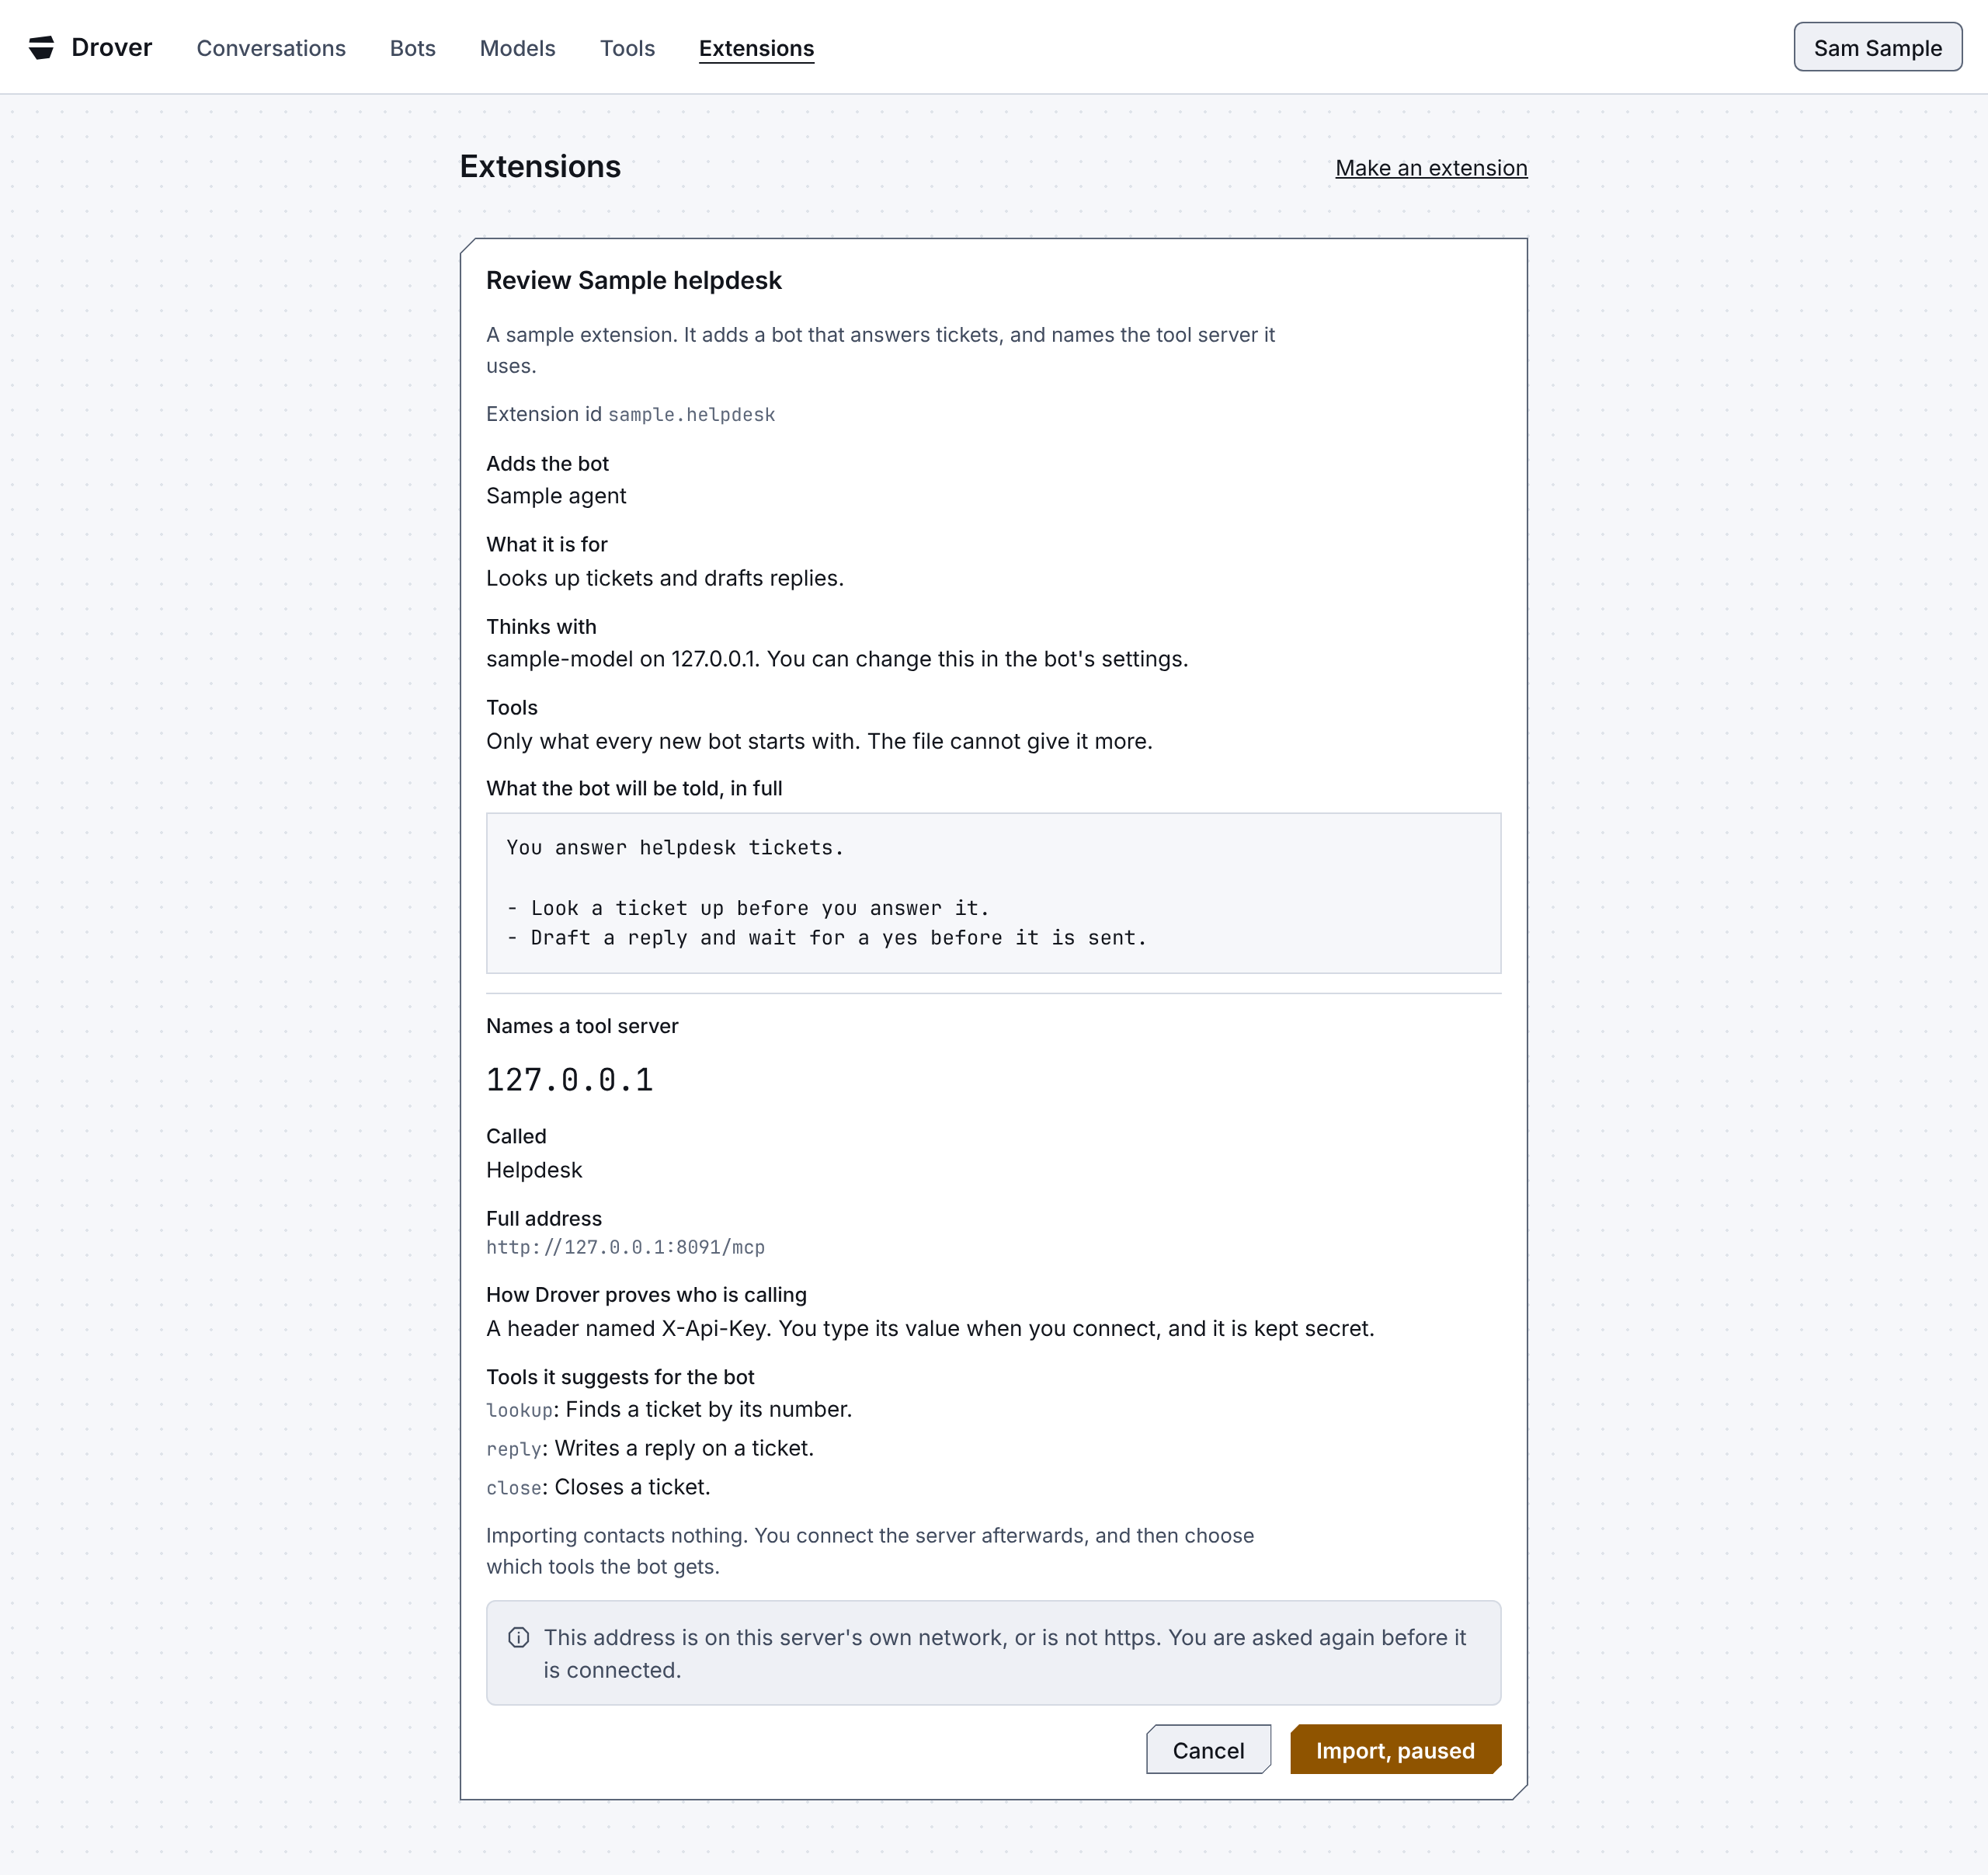 Drover
Conversations
Bots
Models
Tools
Extensions
Sam Sample
Extensions
Make an extension
Review Sample helpdesk
A sample extension. It adds a bot that answers tickets, and names the tool server it
uses.
Extension id sample.helpdesk
Adds the bot
Sample agent
What it is for
Looks up tickets and drafts replies.
Thinks with
sample-model on 127.0.0.1. You can change this in the bot's settings.
Tools
Only what every new bot starts with. The file cannot give it more.
What the bot will be told, in full
You answer helpdesk tickets.
- Look a ticket up before you answer it.
- Draft a reply and wait for a yes before it is sent.
Names a tool server
127.0.0.1
Called
Helpdesk
Full address
http://127.0.0.1:8091/mcp
How Drover proves who is calling
A header named X-Api-Key. You type its value when you connect, and it is kept secret.
Tools it suggests for the bot
lookup: Finds a ticket by its number.
reply: Writes a reply on a ticket.
close: Closes a ticket.
Importing contacts nothing. You connect the server afterwards, and then choose
which tools the bot gets.
This address is on this server's own network, or is not https. You are asked again before it
is connected.
Cancel
Import, paused